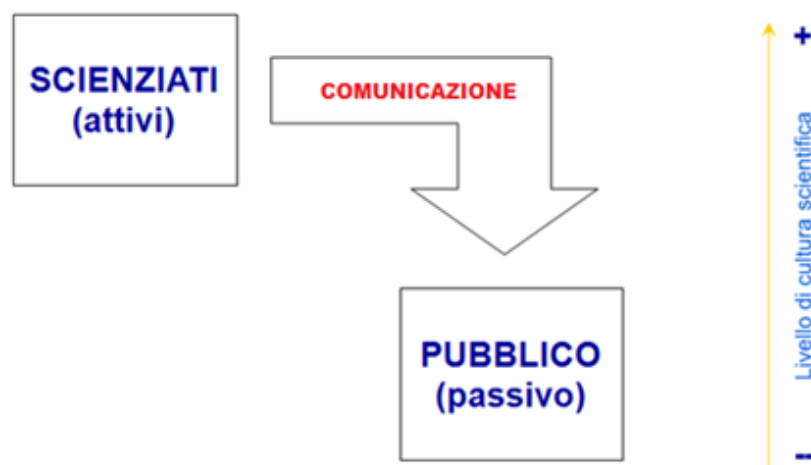 SCIENZIATI
(attivi)
COMUNICAZIONE
PUBBLICO
(passivo)
+
Livello di cultura scientifica
-